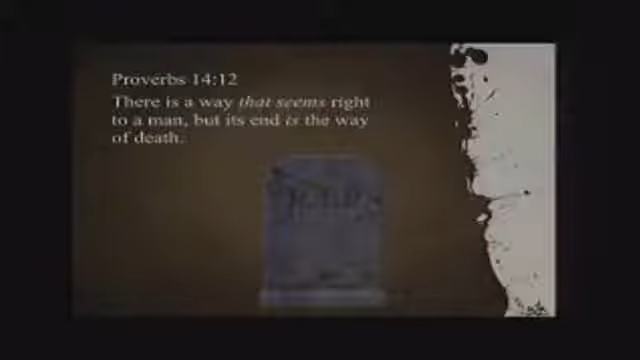 Proverbs 14:12
There is a way that seems right
to a man, but its end is the way
of death.